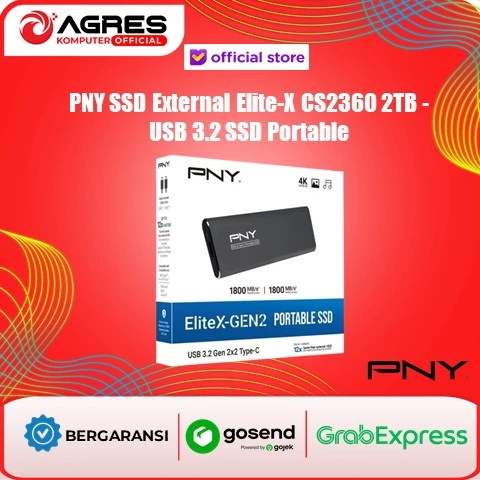 AGRES
KOMPUTER OFFICIAL
official store
PNY SSD External Elite-X CS2360 2TB -
USB 3.2 SSD Portable
PNY
4K
PNY
1800 MB/s | 1800 MB/s
EliteX-GEN2 PORTABLE SSD
USB 3.2 Gen 2x2 Type-C
12x
PNY
BERGARANSI
gosend
Powered by gojek
GrabExpress